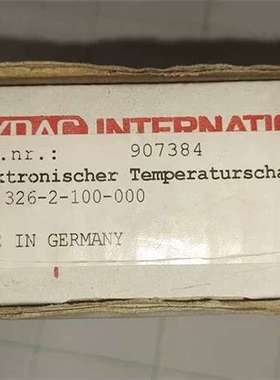 YDAC INTERNATIO
.nr.: 907384
ktronischer Temperaturscha
326-2-100-000
E IN GERMANY